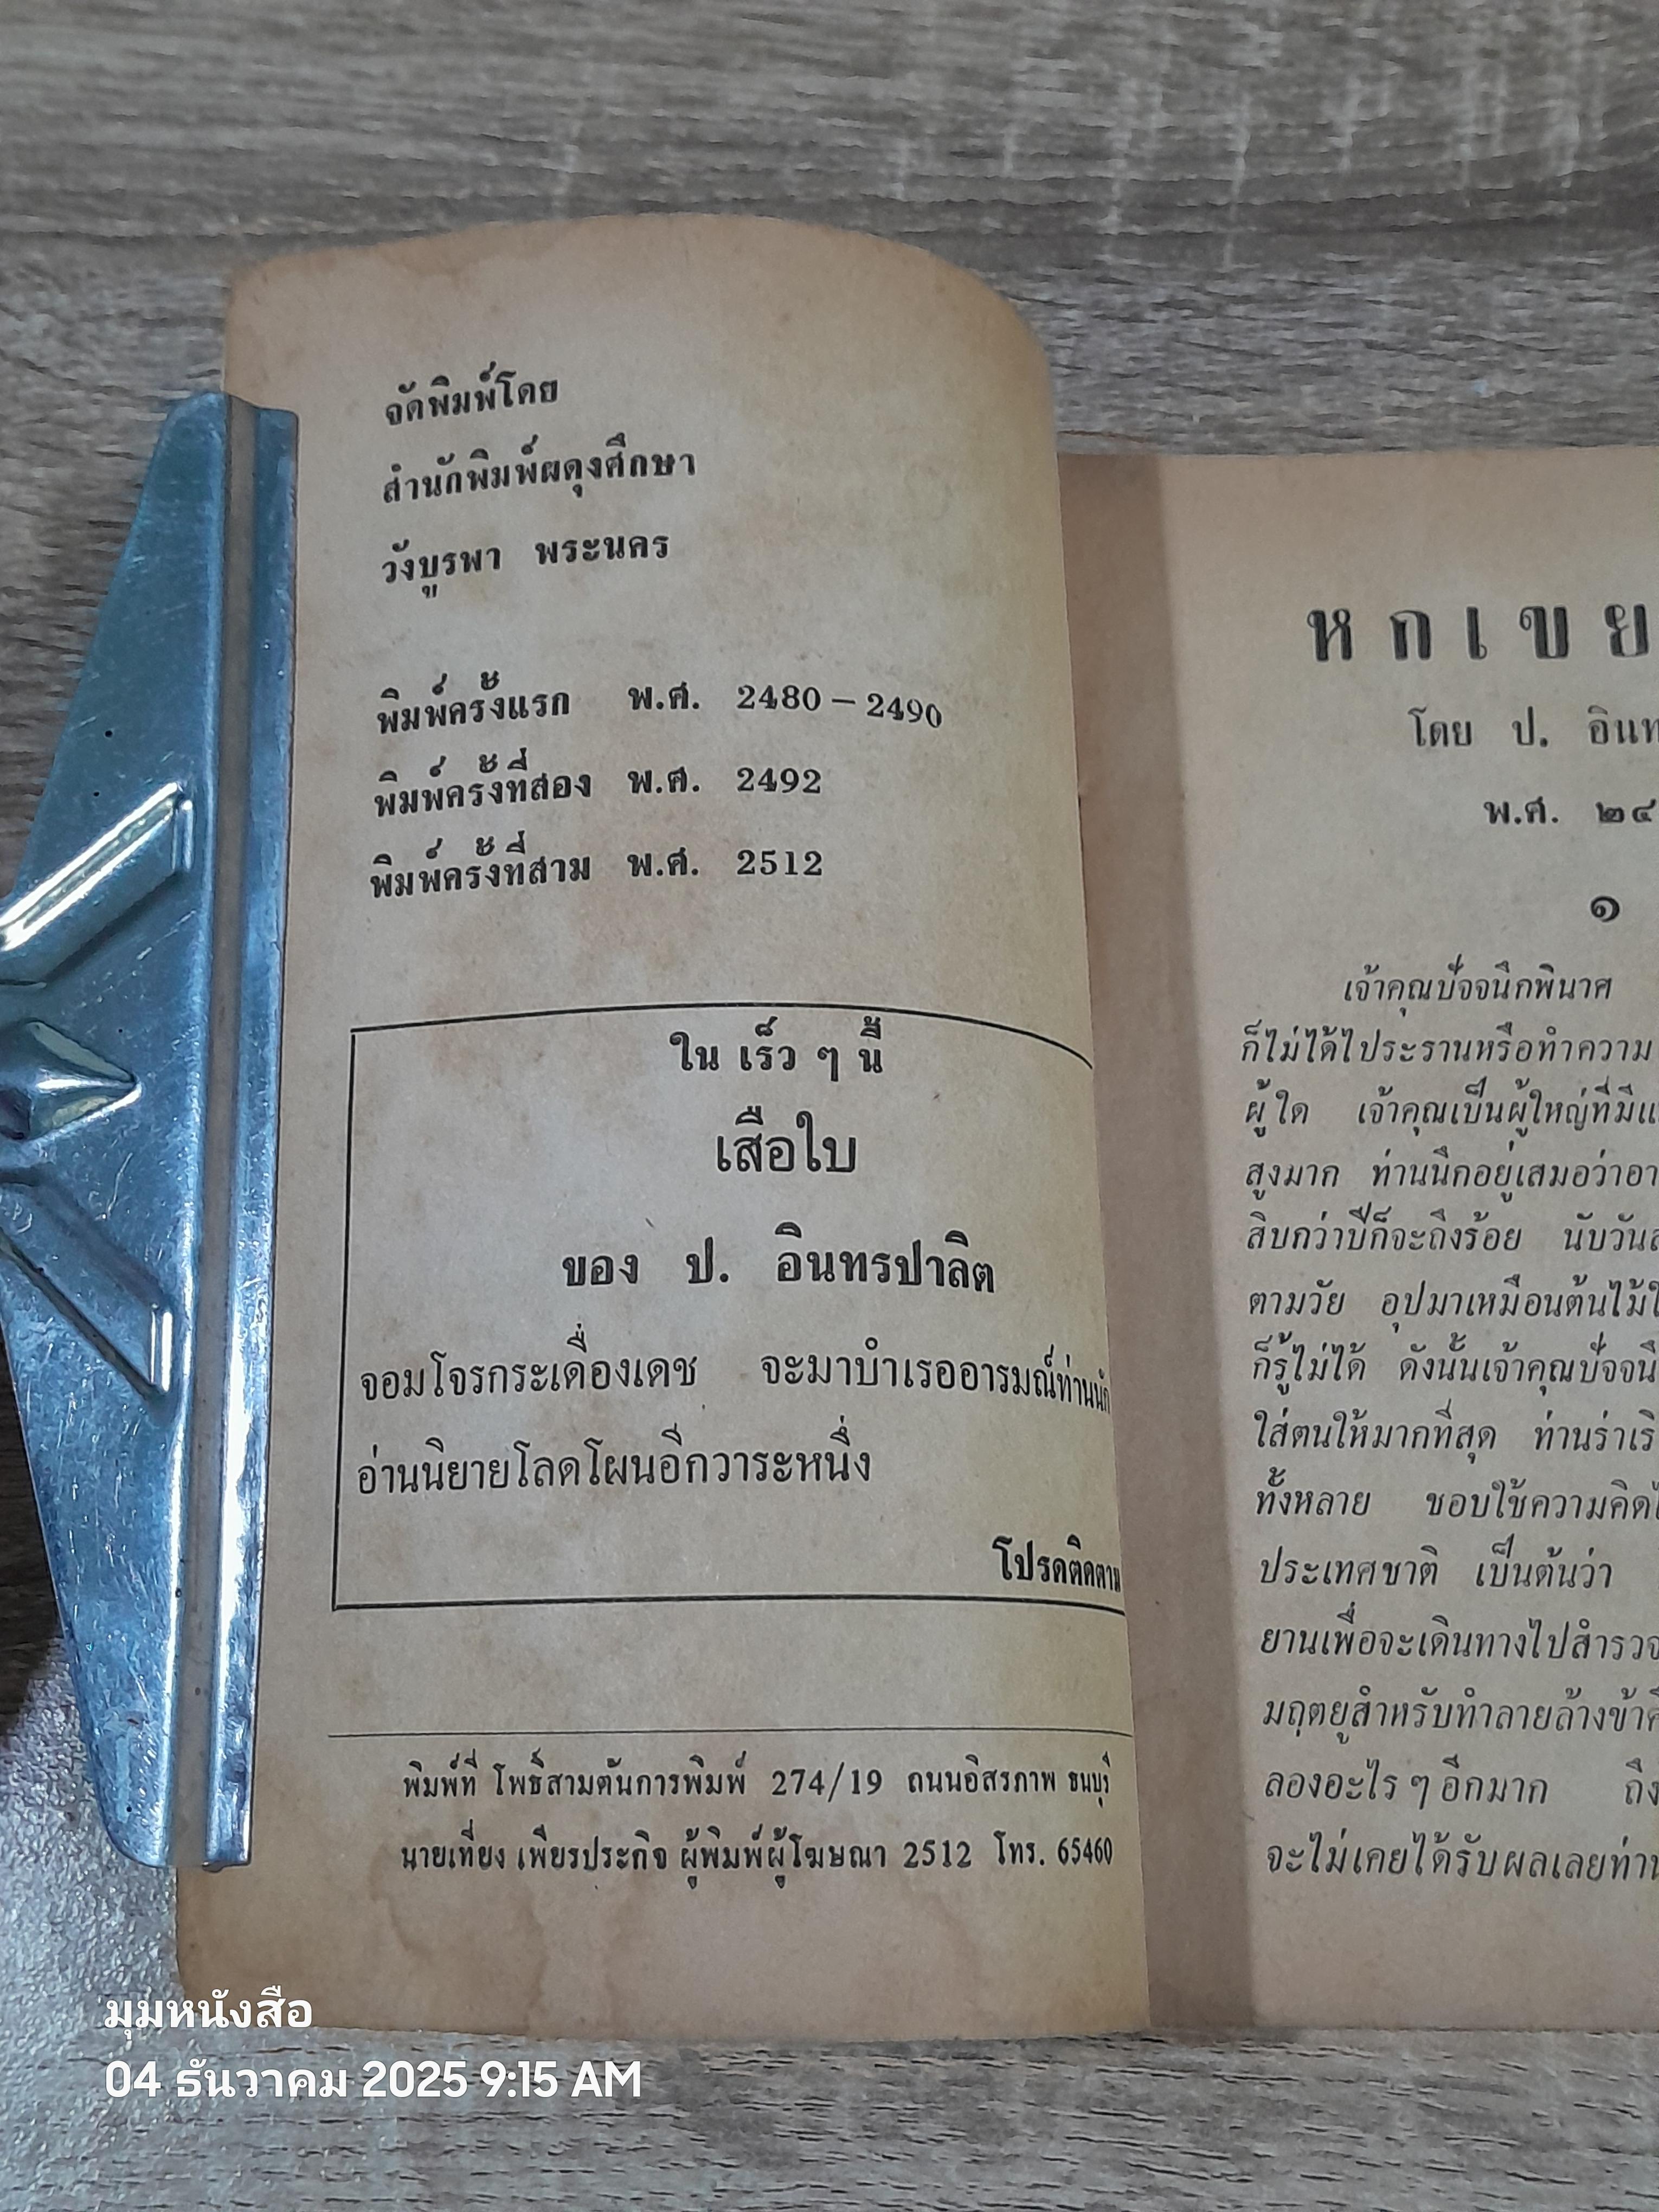 จัดพิมพ์โดย
สำนักพิมพ์ผดุงศึกษา
วังบูรพา พระนคร
พิมพ์ครั้งแรก พ.ศ. 2480 – 2490
พิมพ์ครั้งที่สอง พ.ศ. 2492
พิมพ์ครั้งที่สาม พ.ศ. 2512
ใน เร็ว ๆ นี้
เสือใบ
ของ ป. อินทรปาลิต
จอมโจรกระเดื่องเดช จะมาบำเรออารมณ์ท่านนัก
อ่านนิยายโลดโผนอีกวาระหนึ่ง
โปรดติดตาม
พิมพ์ที่ โพธิ์สามต้นการพิมพ์ 274/19 ถนนอิสรภาพ ธนบุรี
นายเที่ยง เพียรประกิจ ผู้พิมพ์ผู้โฆษณา 2512 โทร. 65460
ห ก เ ข ย
โดย ป. อินท
พ.ศ. ๒๔
๑
เจ้าคุณปัจจนึกพินาศ
ก็ไม่ได้ไประรานหรือทำความ
ผู้ใด เจ้าคุณเป็นผู้ใหญ่ที่มีแ
สูงมาก ท่านนึกอยู่เสมอว่าอา
สิบกว่าปีก็จะถึงร้อย นับวัน
ตามวัย อุปมาเหมือนต้นไม้ใ
ก็รู้ไม่ได้ ดังนั้นเจ้าคุณปัจจนึ
ใส่ตนให้มากที่สุด ท่านร่ำเรี
ทั้งหลาย ชอบใช้ความคิด
ประเทศชาติ เป็นต้นว่า
ยานเพื่อจะเดินทางไปสำรวจ
มฤตยูสำหรับทำลายล้างข้าศึ
ลองอะไร ๆ อีกมาก ถึง
จะไม่เคยได้รับผลเลยท่าน
มุมหนังสือ
04 ธันวาคม 2025 9:15 AM